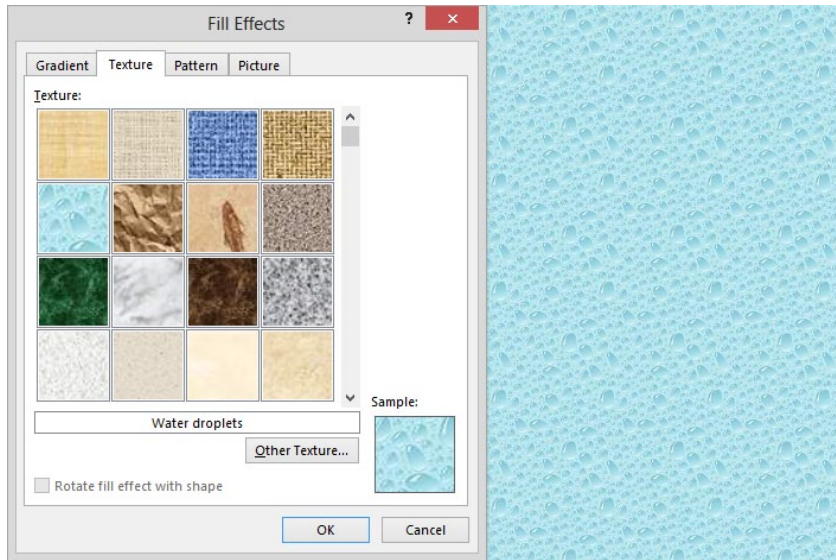 Fill Effects
?
Gradient Texture Pattern Picture
Texture:
Sample:
Water droplets
Other Texture...
Rotate fill effect with shape
OK Cancel